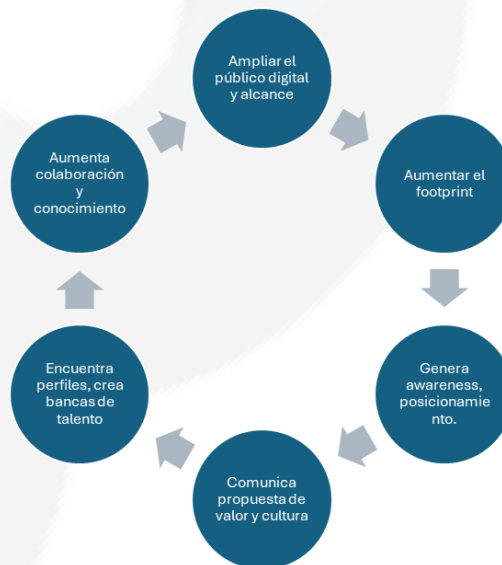 Ampliar el
público digital
y alcance
Aumentar el
footprint
Genera
awareness,
posicionamie
nto.
Comunica
propuesta de
valor y cultura
Encuentra
perfiles, crea
bancas de
talento
Aumenta
colaboración
y
conocimiento